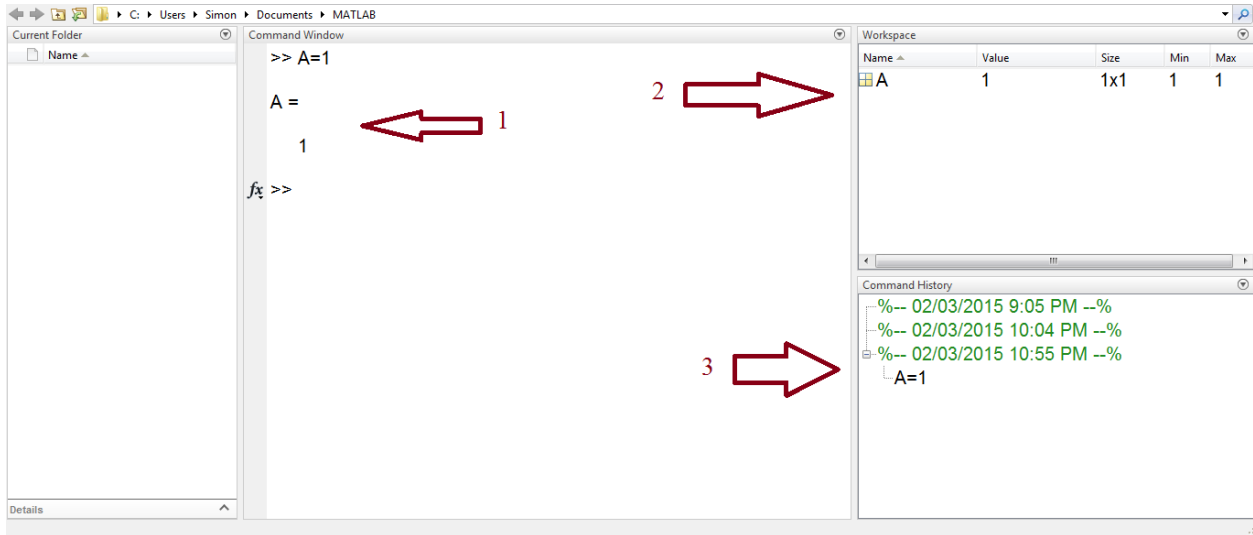 C: Users Simon Documents MATLAB
Current Folder
Name
Details
Command Window
>> A=1
A =
1
fx >>
1
2
3
Workspace
Name Value Size Min Max
A 1 1x1 1 1
Command History
%-- 02/03/2015 9:05 PM --%
%-- 02/03/2015 10:04 PM --%
%-- 02/03/2015 10:55 PM --%
A=1